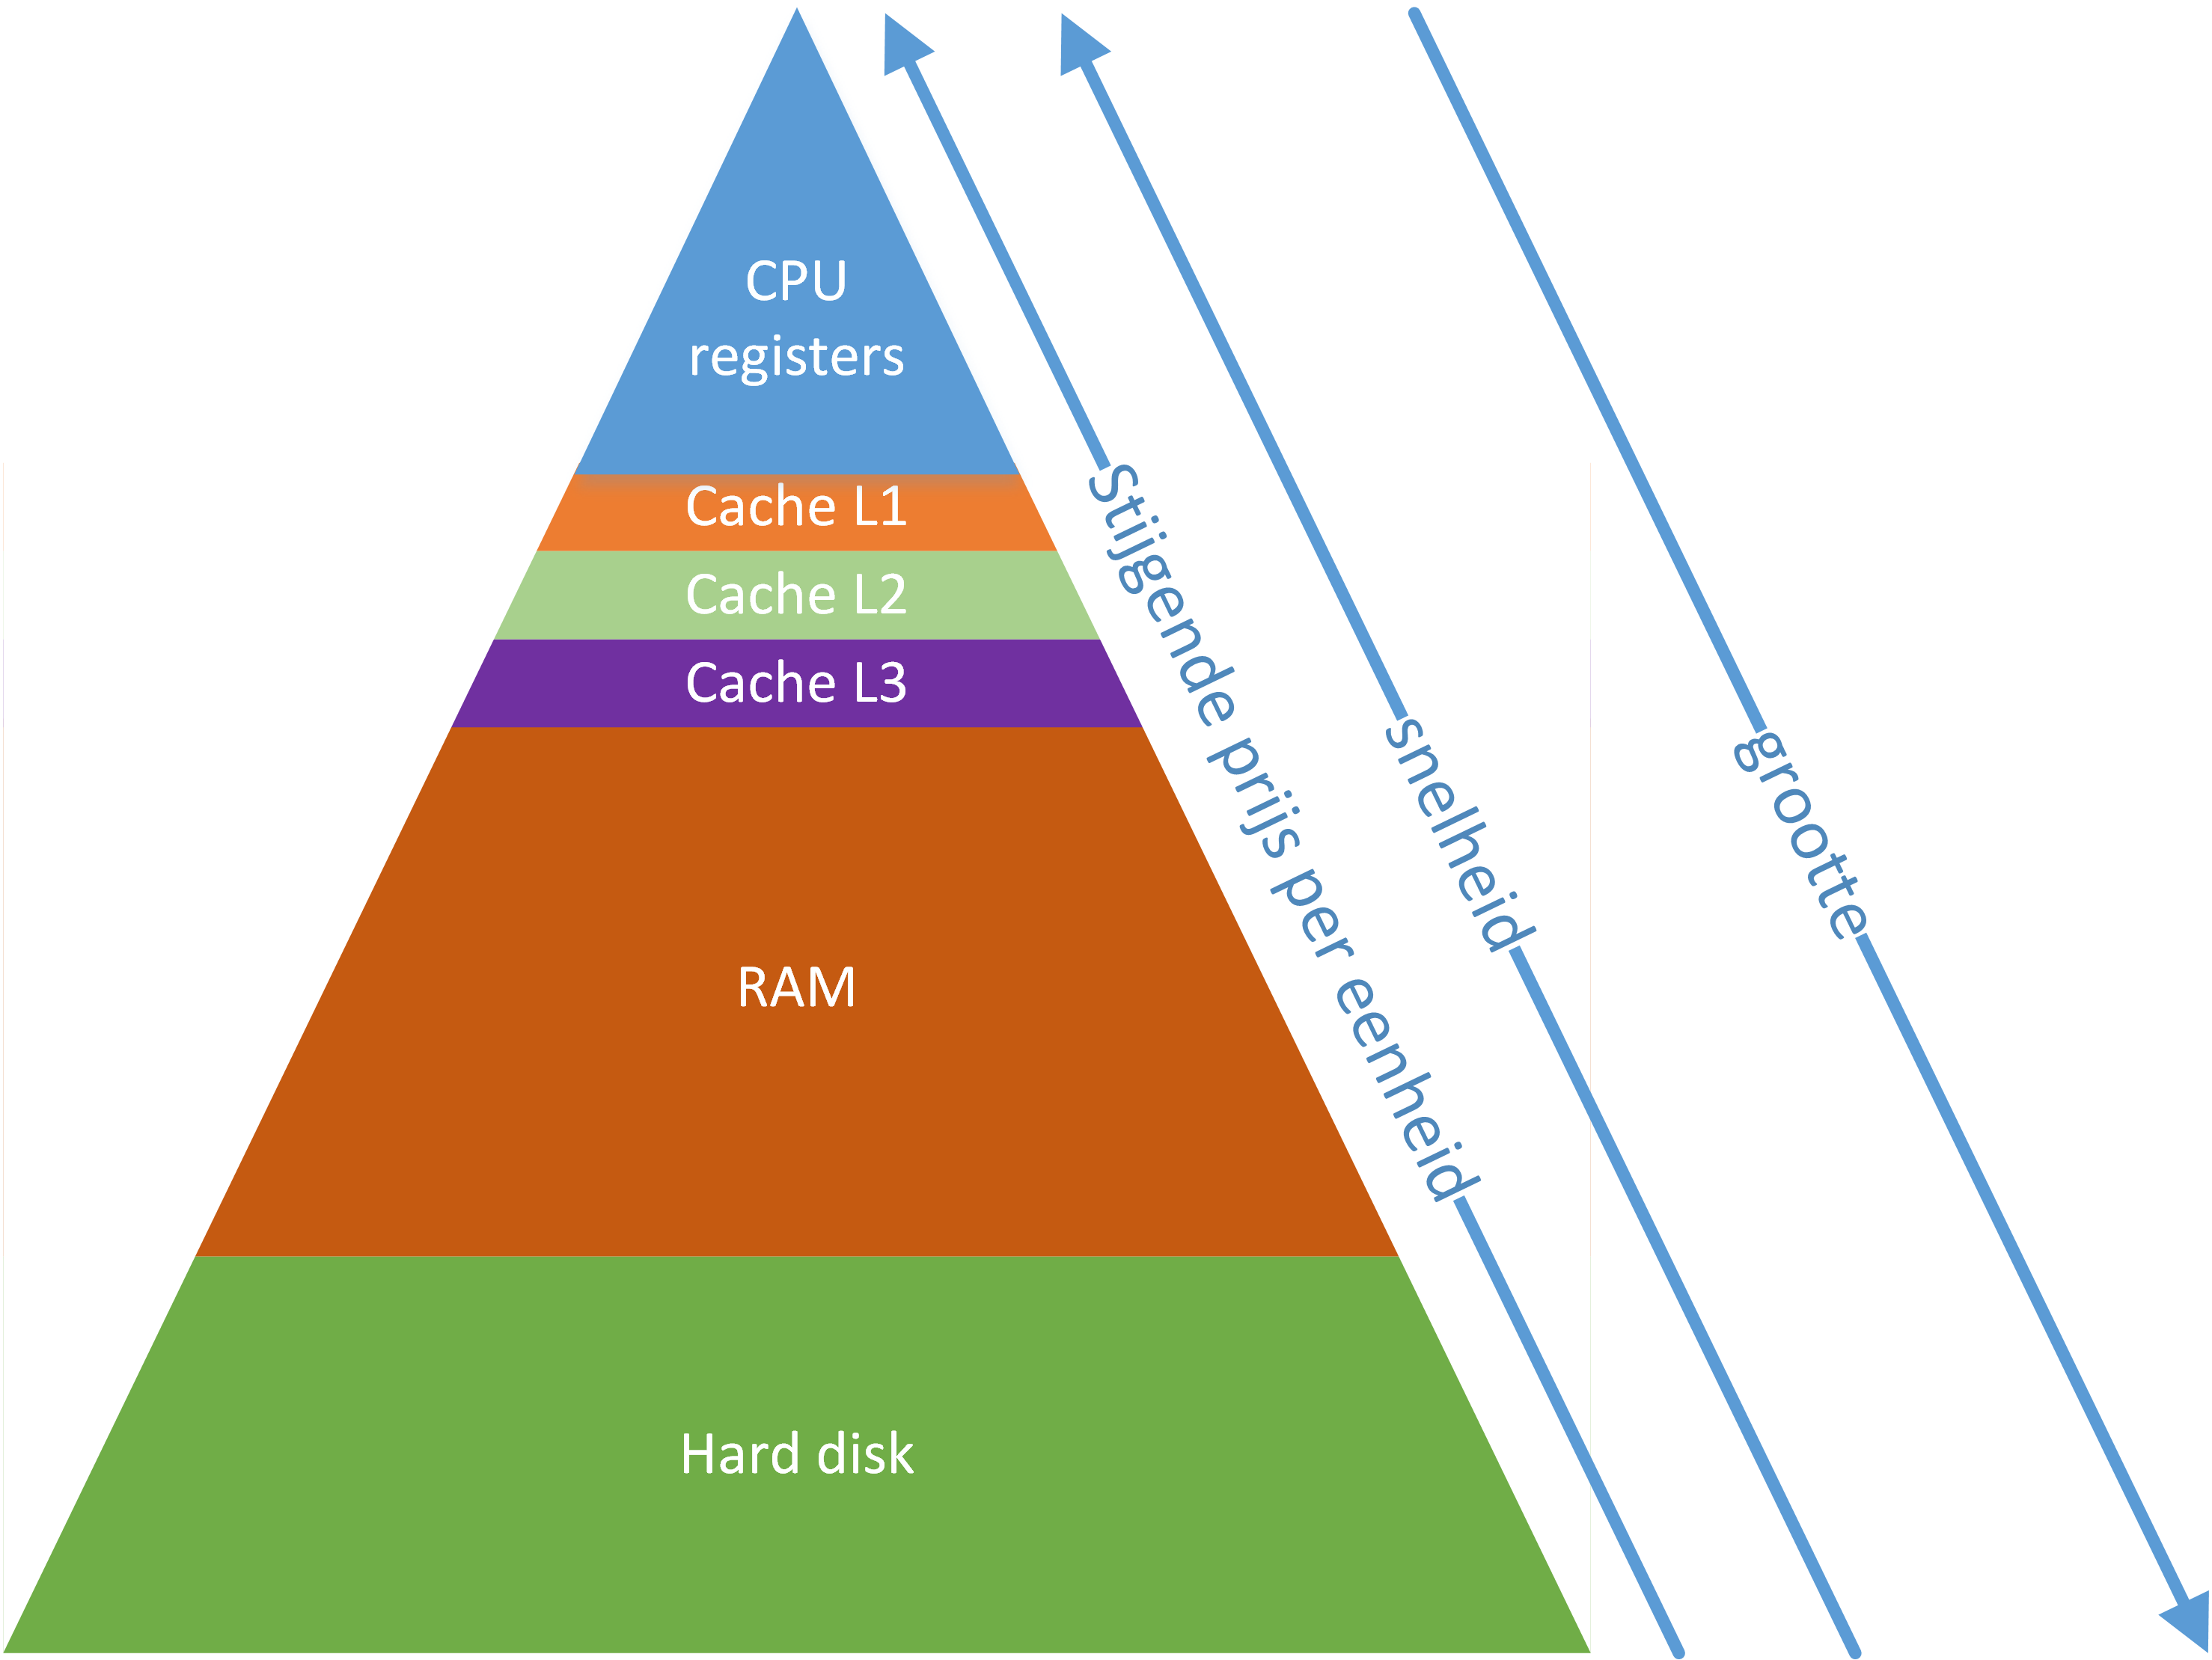 CPU
registers
Cache L1
Cache L2
Cache L3
RAM
Hard disk
Stijgende prijs per eenheid
snelheid
grootte